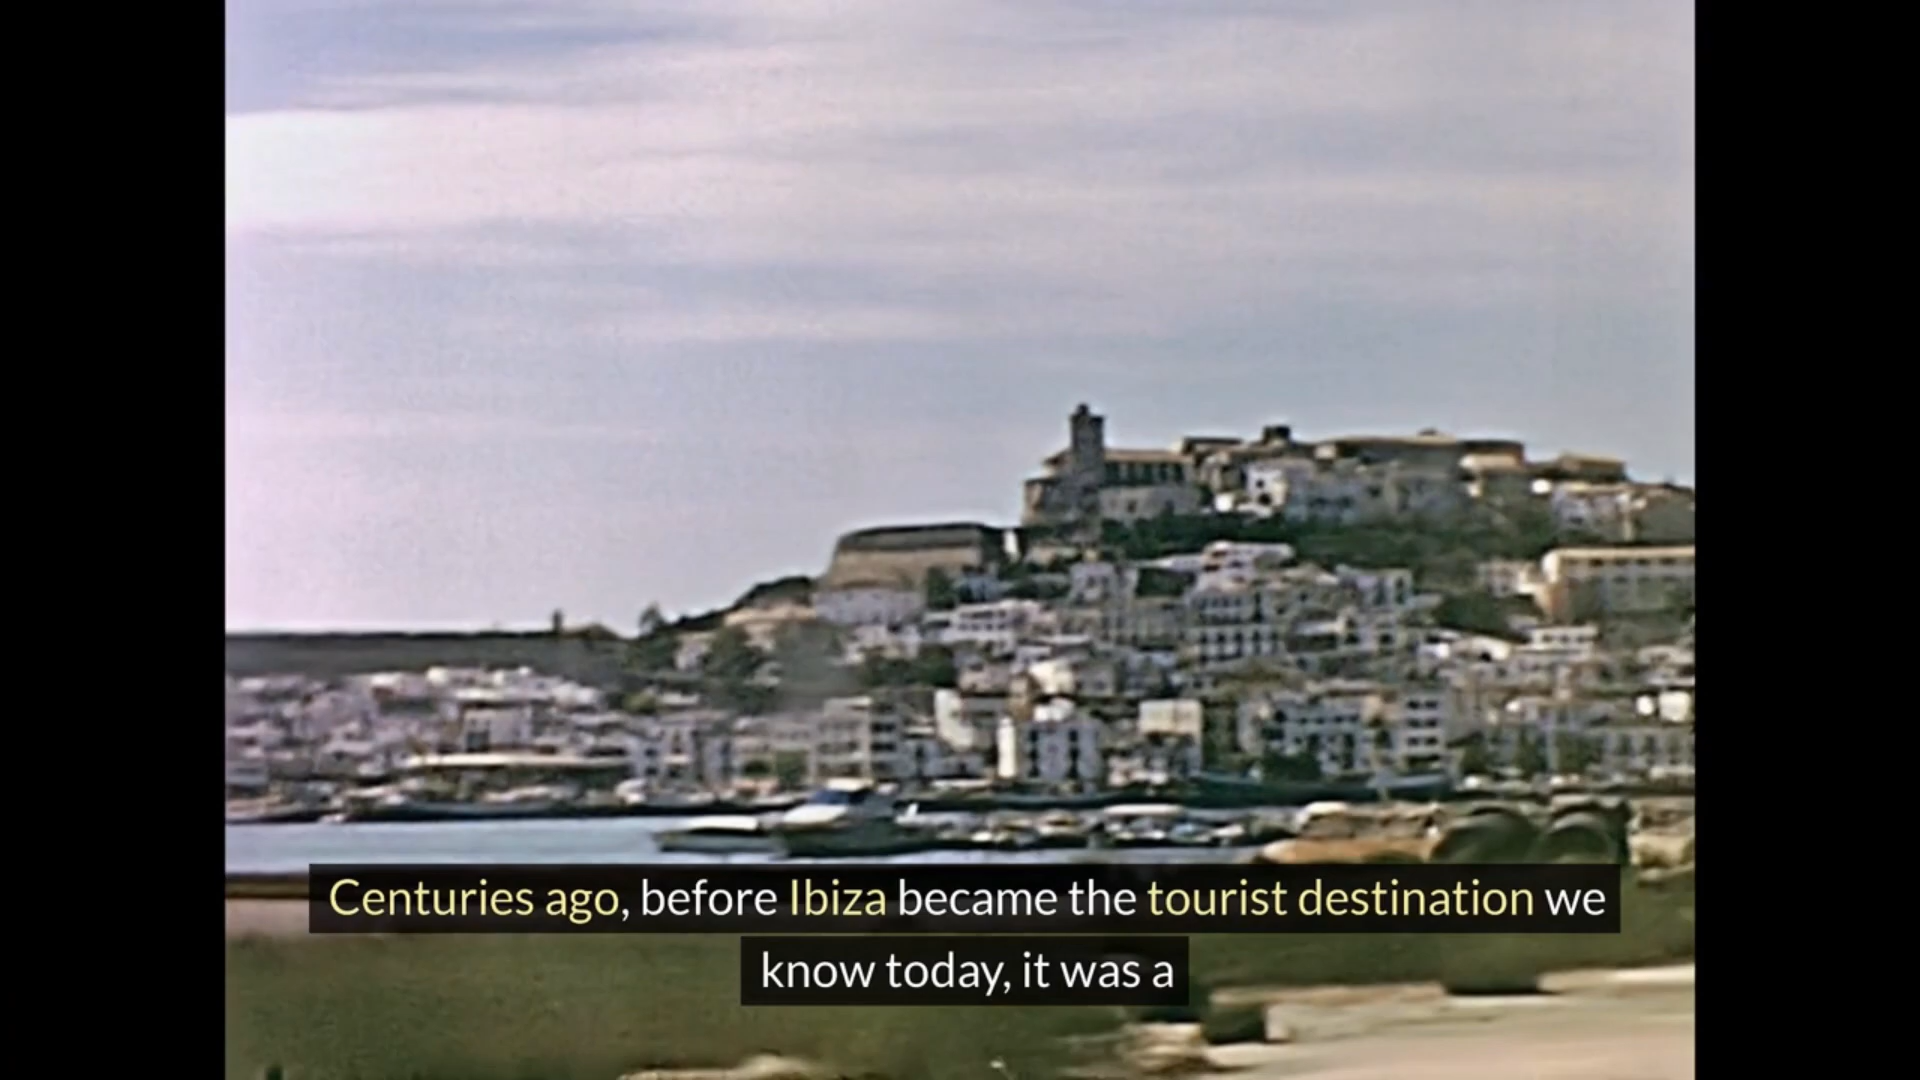 Centuries ago, before Ibiza became the tourist destination we
know today, it was a